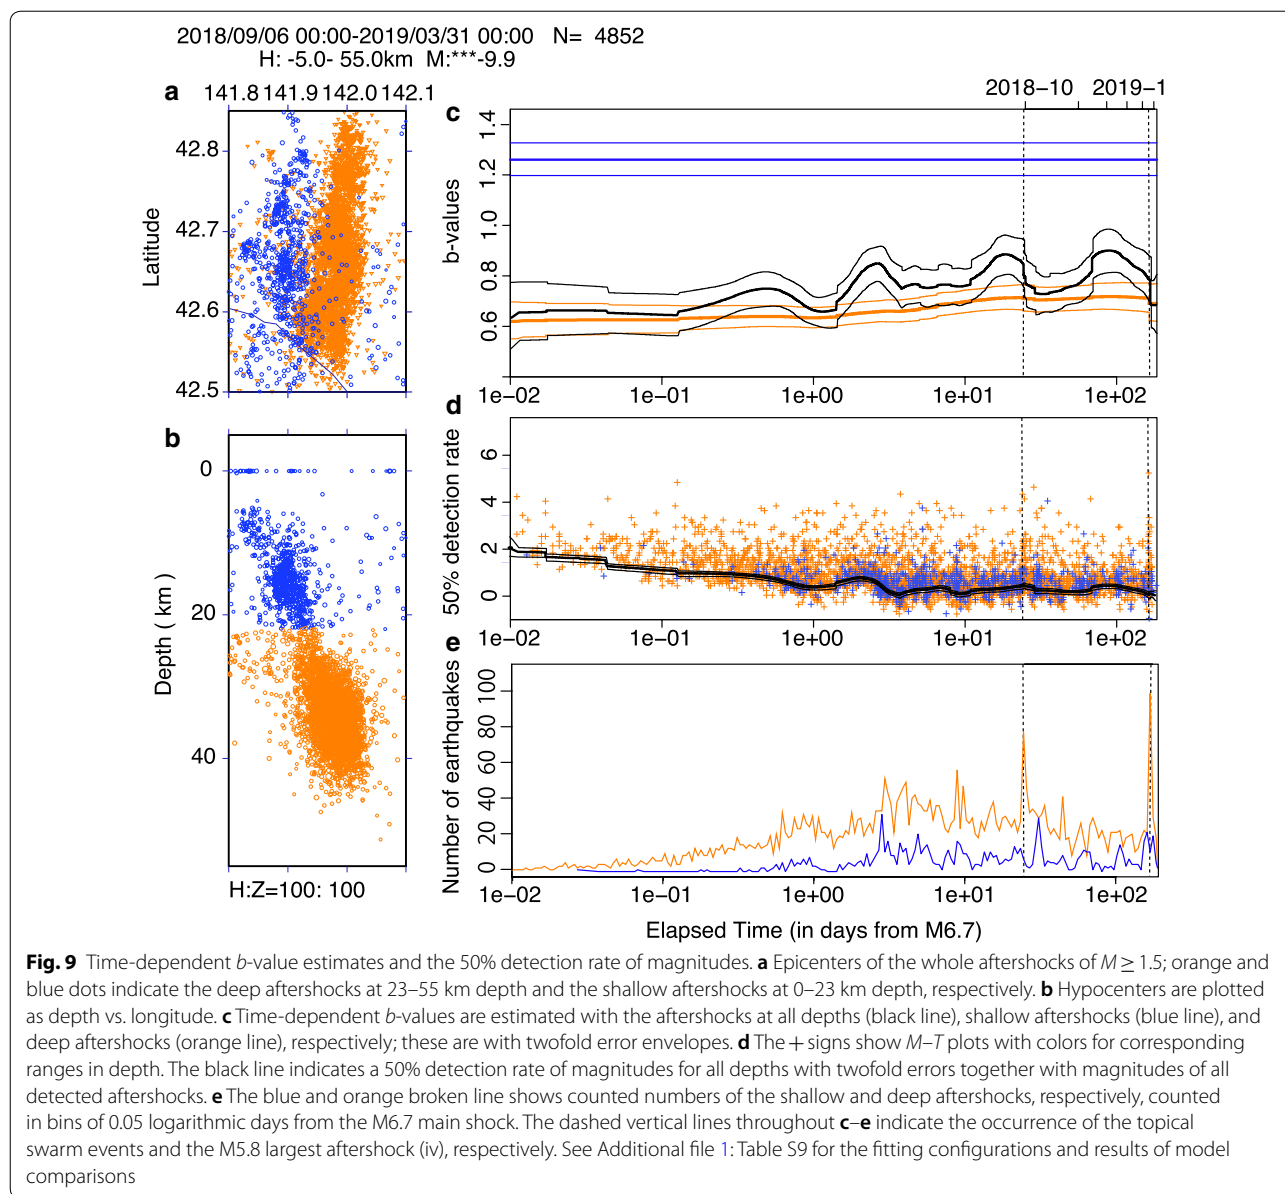 2018/09/06 00:00-2019/03/31 00:00 N= 4852
H: -5.0- 55.0km M:***-9.9
a 141.8 141.9 142.0 142.1
Latitude
42.8
42.7
42.6
42.5
b
Depth ( km )
0
20
40
H:Z=100: 100
2018−10 2019−1
c
b-values
1.4
1.2
1.0
0.8
0.6
1e−02 1e−01 1e+00 1e+01 1e+02
d
50% detection rate
6
4
2
0
1e−02 1e−01 1e+00 1e+01 1e+02
e
Number of earthquakes
100
80
60
40
20
0
1e−02 1e−01 1e+00 1e+01 1e+02
Elapsed Time (in days from M6.7)
Fig. 9 Time-dependent b-value estimates and the 50% detection rate of magnitudes. a Epicenters of the whole aftershocks of M ≥ 1.5; orange and
blue dots indicate the deep aftershocks at 23–55 km depth and the shallow aftershocks at 0–23 km depth, respectively. b Hypocenters are plotted
as depth vs. longitude. c Time-dependent b-values are estimated with the aftershocks at all depths (black line), shallow aftershocks (blue line), and
deep aftershocks (orange line), respectively; these are with twofold error envelopes. d The + signs show M–T plots with colors for corresponding
ranges in depth. The black line indicates a 50% detection rate of magnitudes for all depths with twofold errors together with magnitudes of all
detected aftershocks. e The blue and orange broken line shows counted numbers of the shallow and deep aftershocks, respectively, counted
in bins of 0.05 logarithmic days from the M6.7 main shock. The dashed vertical lines throughout c–e indicate the occurrence of the topical
swarm events and the M5.8 largest aftershock (iv), respectively. See Additional file 1: Table S9 for the fitting configurations and results of model
comparisons